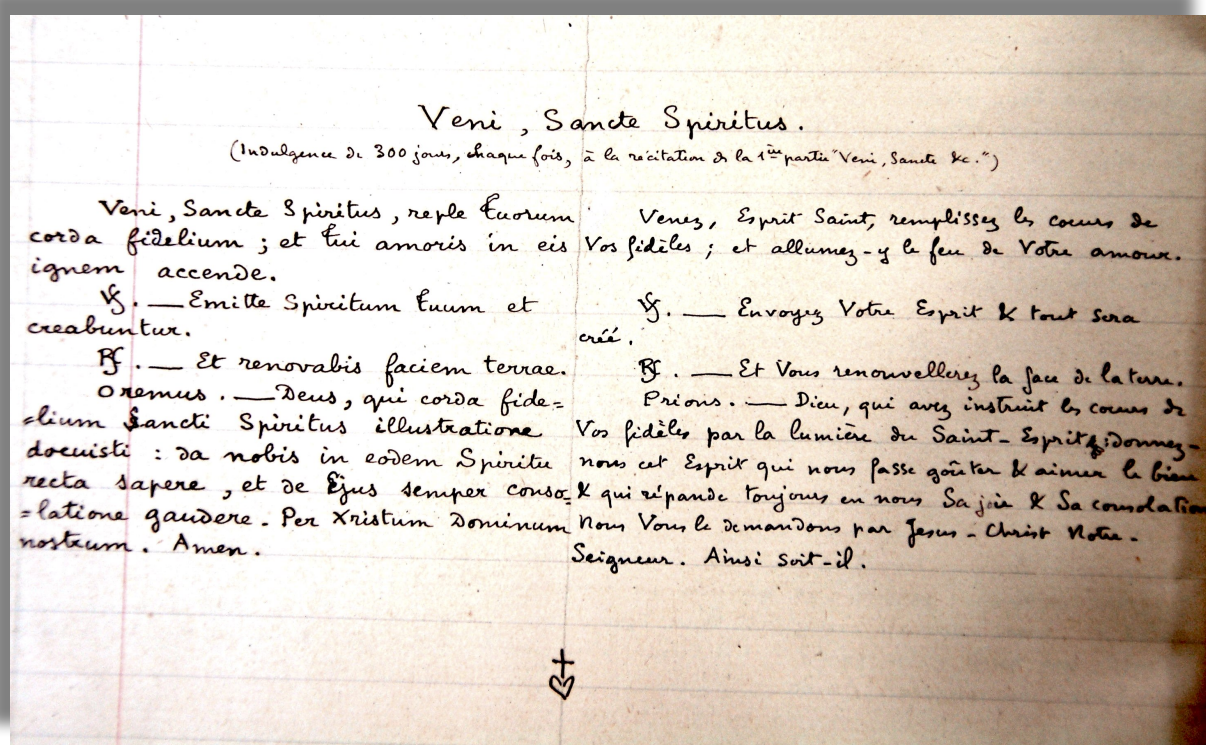 Veni, Sancte Spiritus.
(Indulgence de 300 jours, chaque fois, à la récitation de la 1ère partie "Veni, Sancte &c.")
Veni, Sancte Spiritus, reple tuorum
corda fidelium ; et tui amoris in eis
ignem accende.
℣. — Emitte Spiritum tuum et
creabuntur.
℟. — Et renovabis faciem terrae.
Oremus. — Deus, qui corda fide=
=lium Sancti Spiritus illustratione
docuisti : da nobis in eodem Spiritu
recta sapere, et de Ejus semper conso=
=latione gaudere. Per Xristum Dominum
nostrum. Amen.
Venez, Esprit Saint, remplissez les coeurs de
Vos fidèles ; et allumez-y le feu de Votre amour.
℣. — Envoyez Votre Esprit & tout sera
créé.
℟. — Et Vous renouvellerez la face de la terre.
Prions. — Dieu, qui avez instruit les coeurs de
Vos fidèles par la lumière du Saint-Esprit : donnez-
nous cet Esprit qui nous fasse goûter & aimer le bien
& qui répande toujours en nous Sa joie & Sa consolation
Nous Vous le demandons par Jesus-Christ Notre-
Seigneur. Ainsi soit-il.